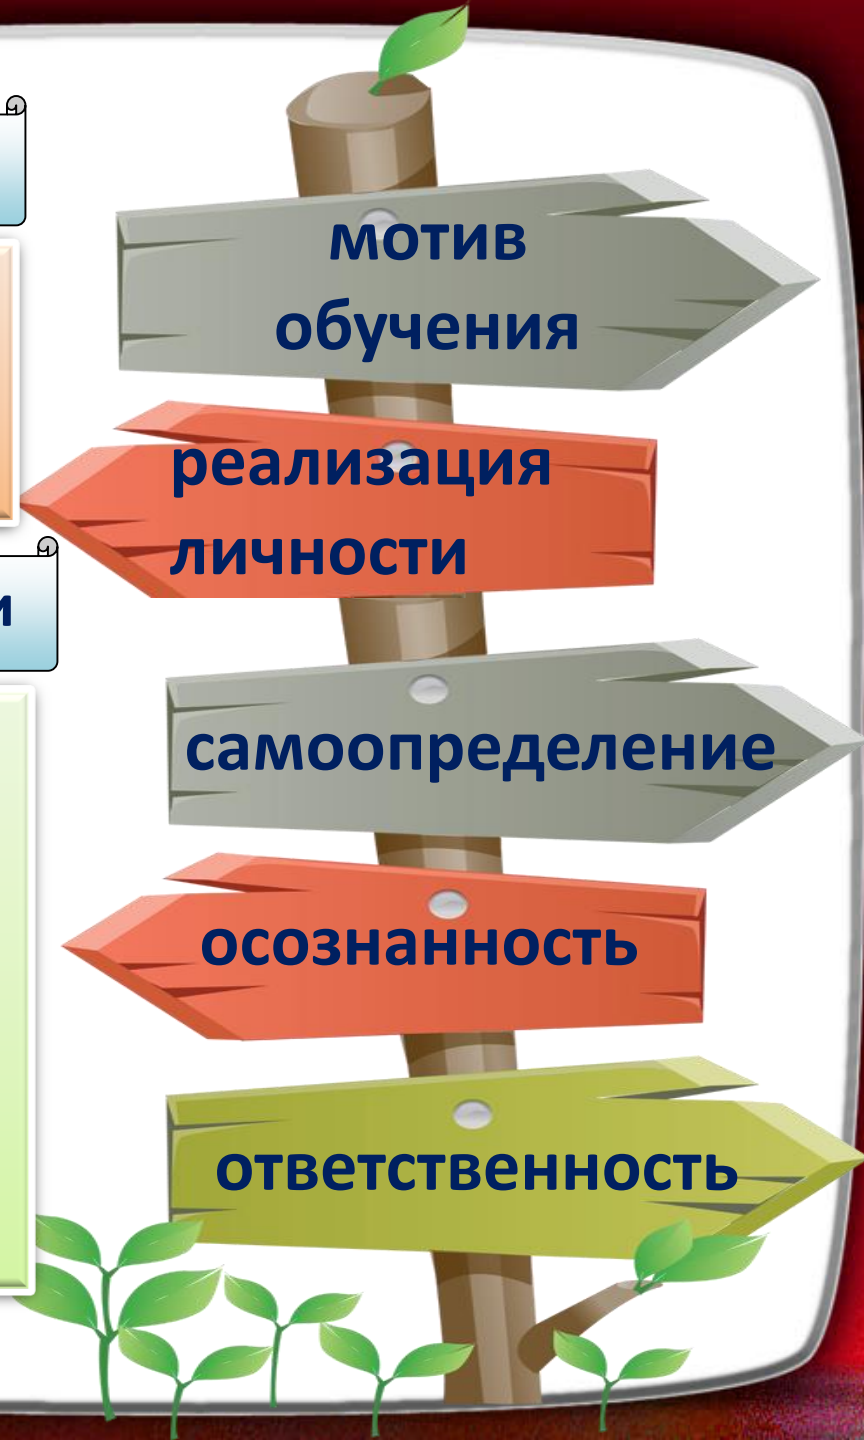 мотив
обучения
реализация
личности
и
самоопределение
осознанность
ответственность